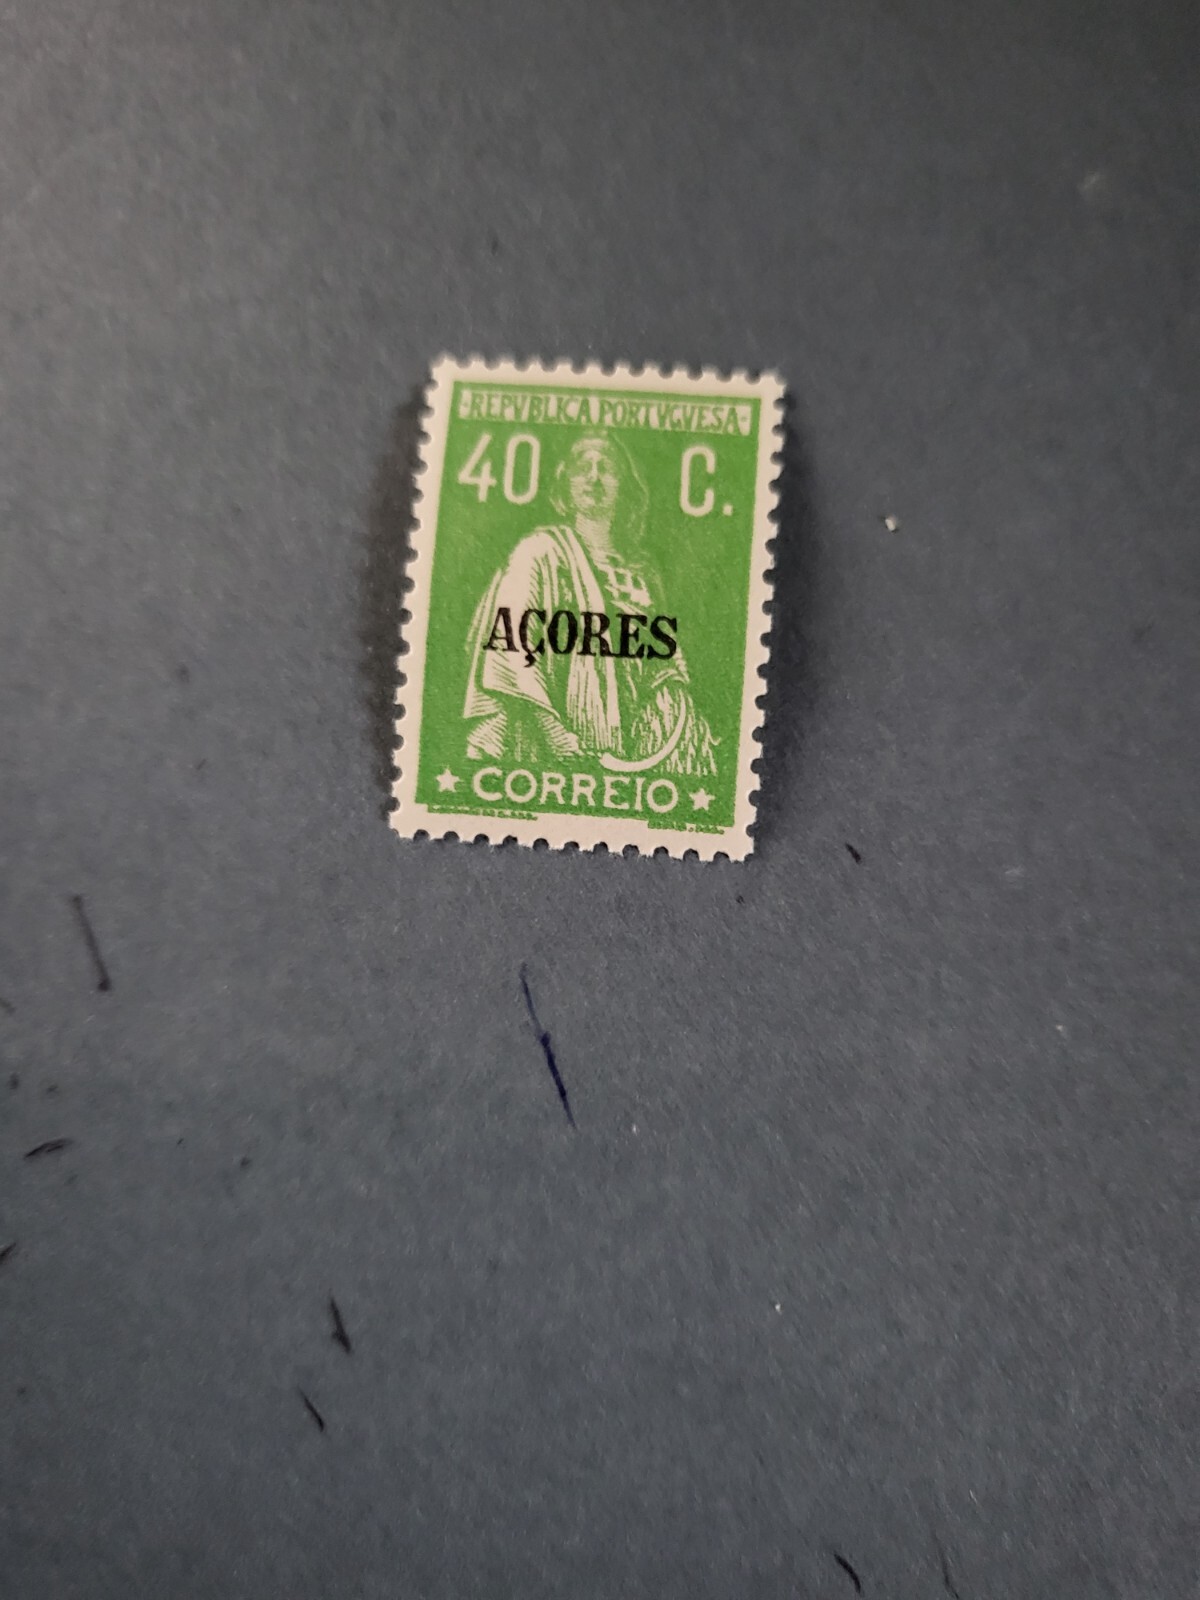 ·REPVBLICA PORTVGVESA·
40 C.
AÇORES
★ CORREIO ★